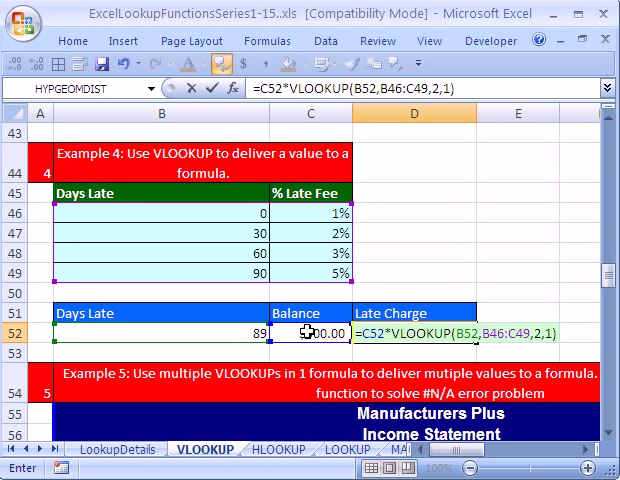 ExcelLookupFunctionsSeries1-15..xls [Compatibility Mode] - Microsoft Excel
Home Insert Page Layout Formulas Data Review View Developer
HYPGEOMDIST =C52*VLOOKUP(B52,B46:C49,2,1)
A B C D E
43
44 4 Example 4: Use VLOOKUP to deliver a value to a
formula.
45 Days Late % Late Fee
46 0 1%
47 30 2%
48 60 3%
49 90 5%
50
51 Days Late Balance Late Charge
52 89 00.00 =C52*VLOOKUP(B52,B46:C49,2,1)
53
54 5 Example 5: Use multiple VLOOKUPs in 1 formula to deliver mutiple values to a formula.
function to solve #N/A error problem
55 Manufacturers Plus
56 Income Statement
LookupDetails VLOOKUP HLOOKUP LOOKUP MA
Enter 100%